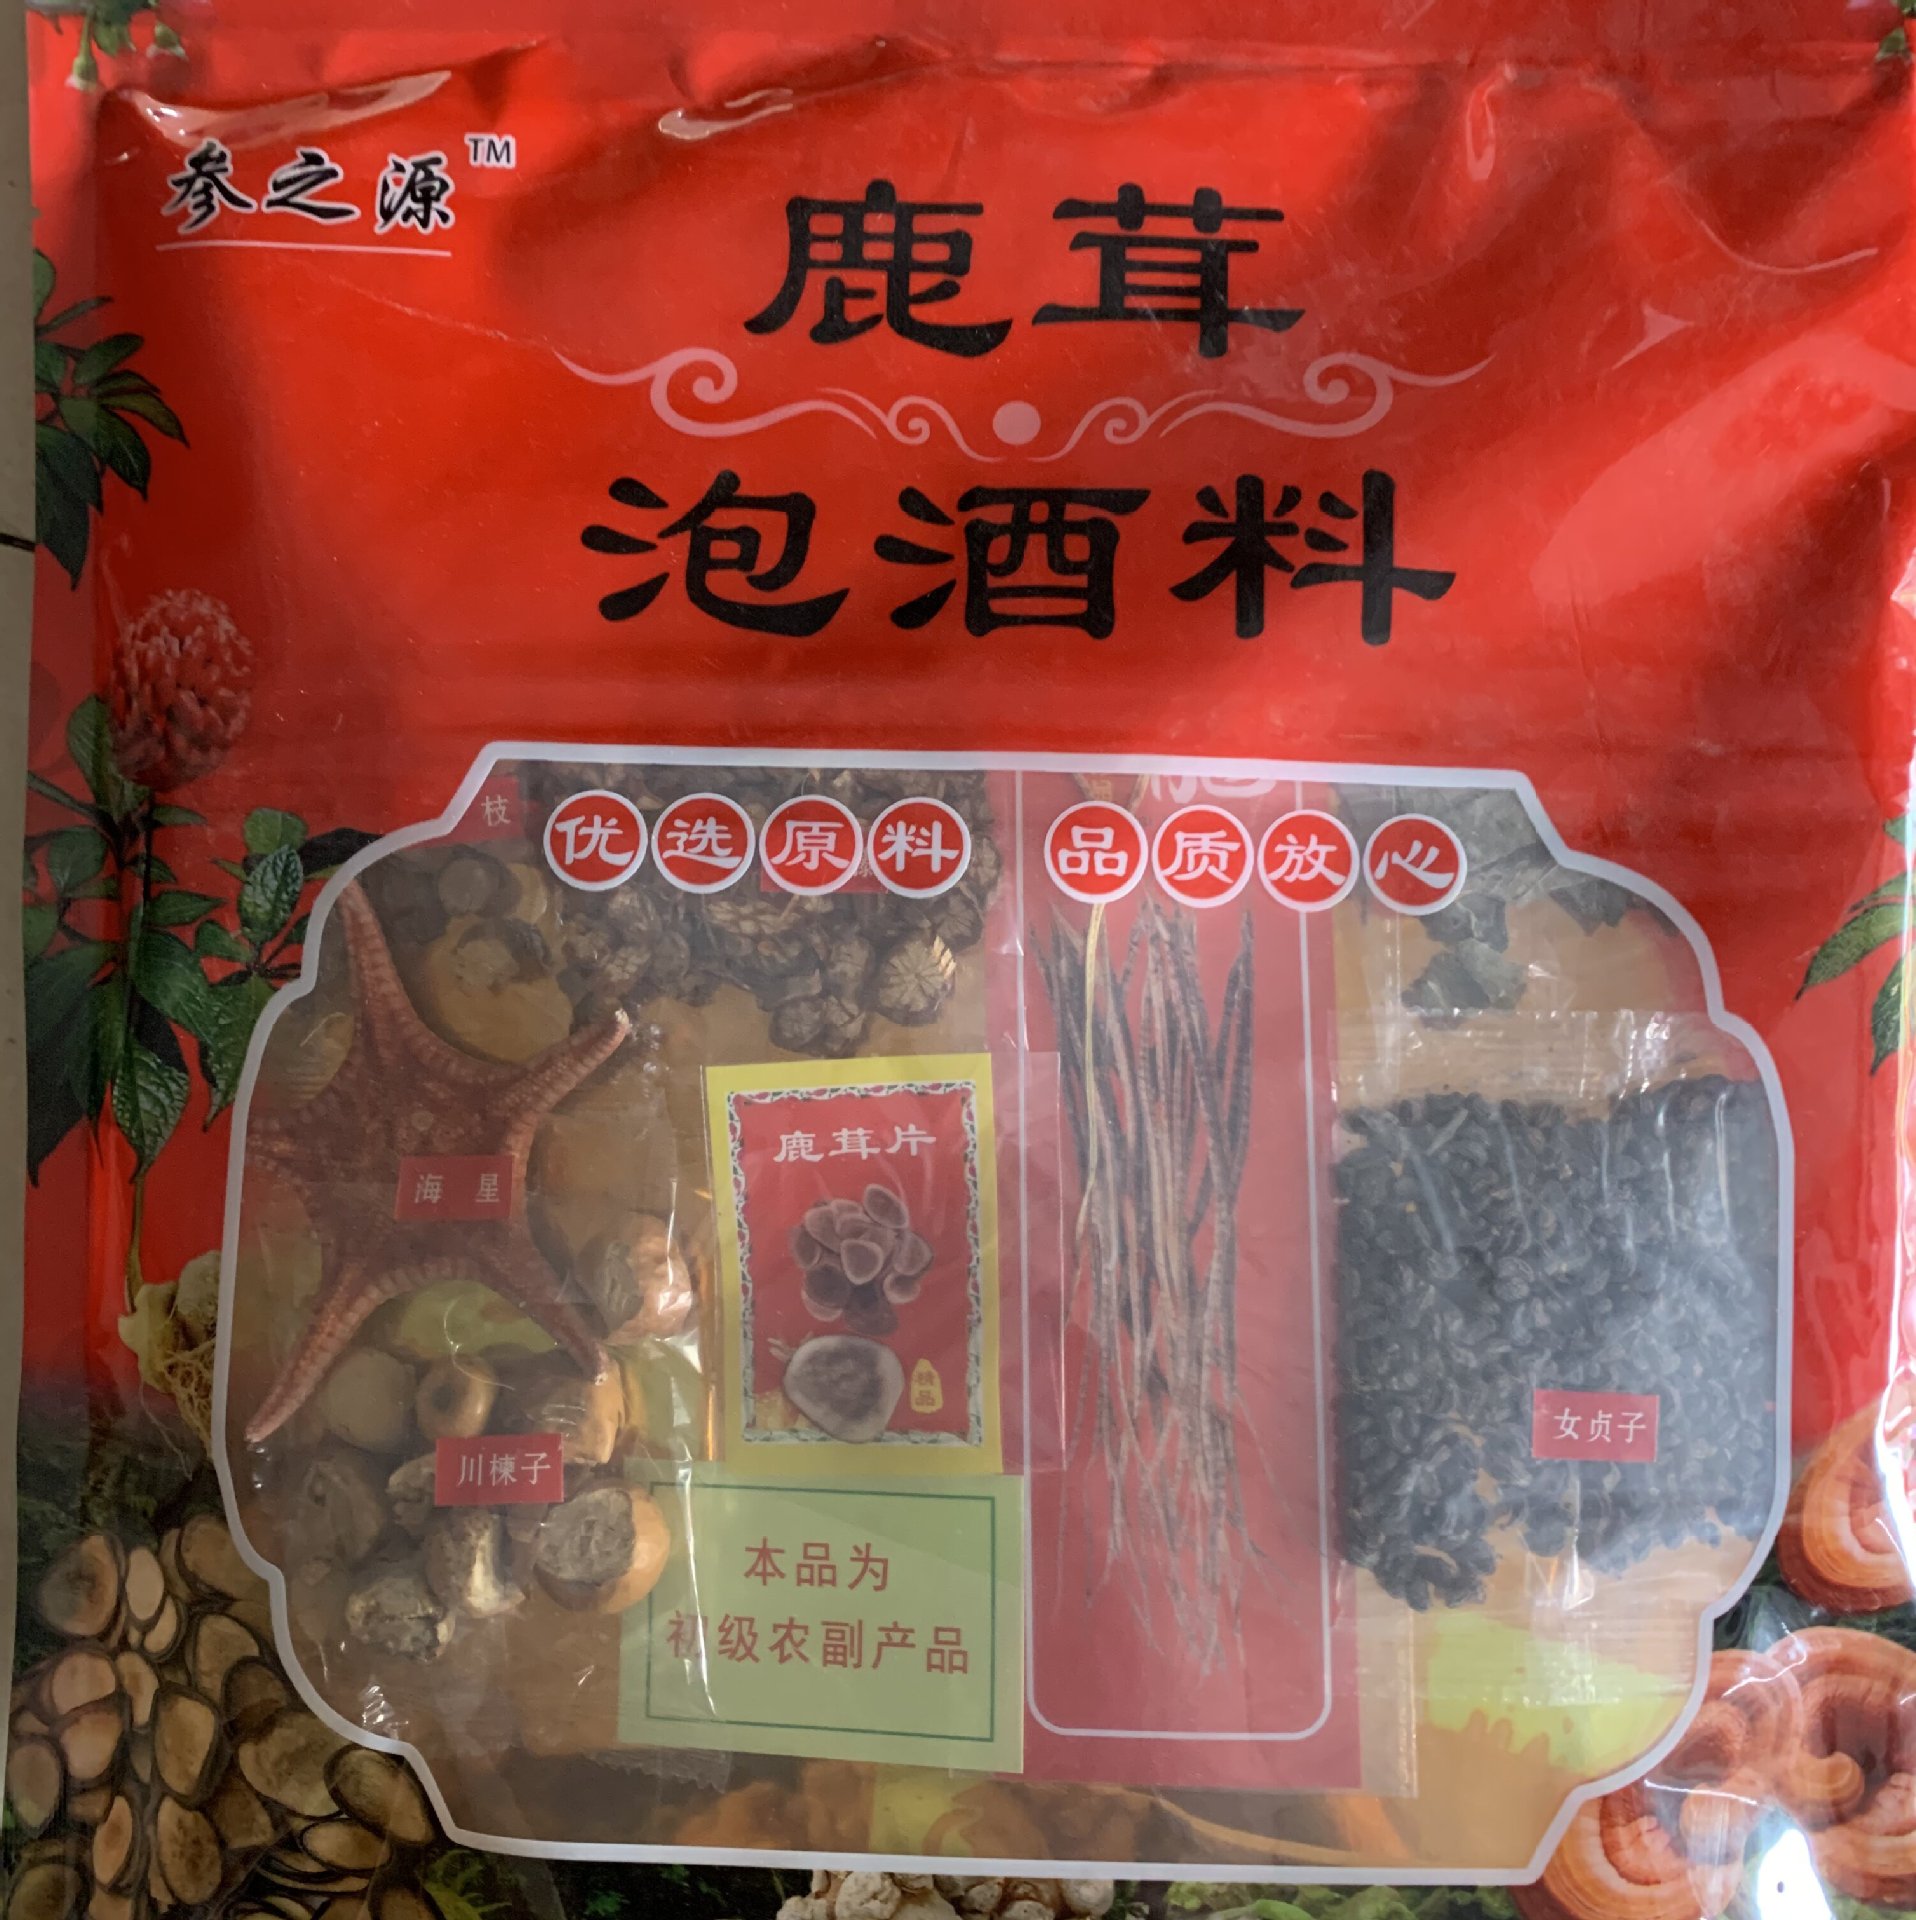 参之源™
鹿茸
泡酒料
枝
优选原料 品质放心
鹿茸片
海星
精品
女贞子
川楝子
本品为
初级农副产品